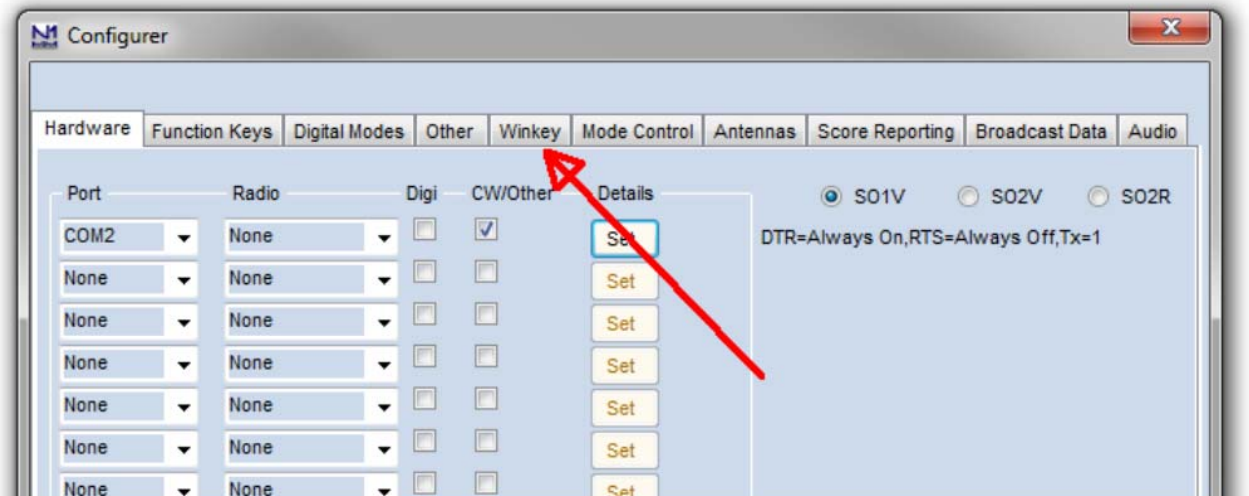 N1 Configurer
Hardware Function Keys Digital Modes Other Winkey Mode Control Antennas Score Reporting Broadcast Data Audio
Port Radio Digi CW/Other Details SO1V SO2V SO2R
COM2 None Set DTR=Always On,RTS=Always Off,Tx=1
None None Set
None None Set
None None Set
None None Set
None None Set
None None Set